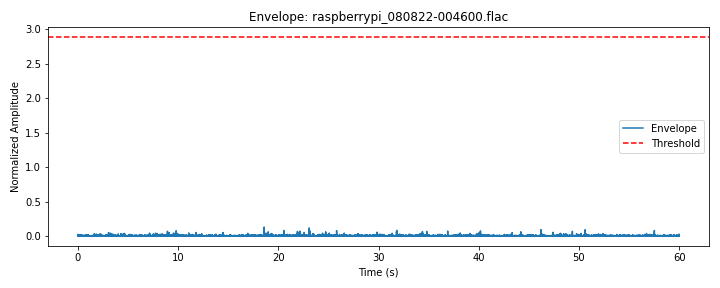 Envelope: raspberrypi_080822-004600.flac
Normalized Amplitude
3.0
2.5
2.0
1.5
1.0
0.5
0.0
Envelope
Threshold
0
10
20
30
40
50
60
Time (s)